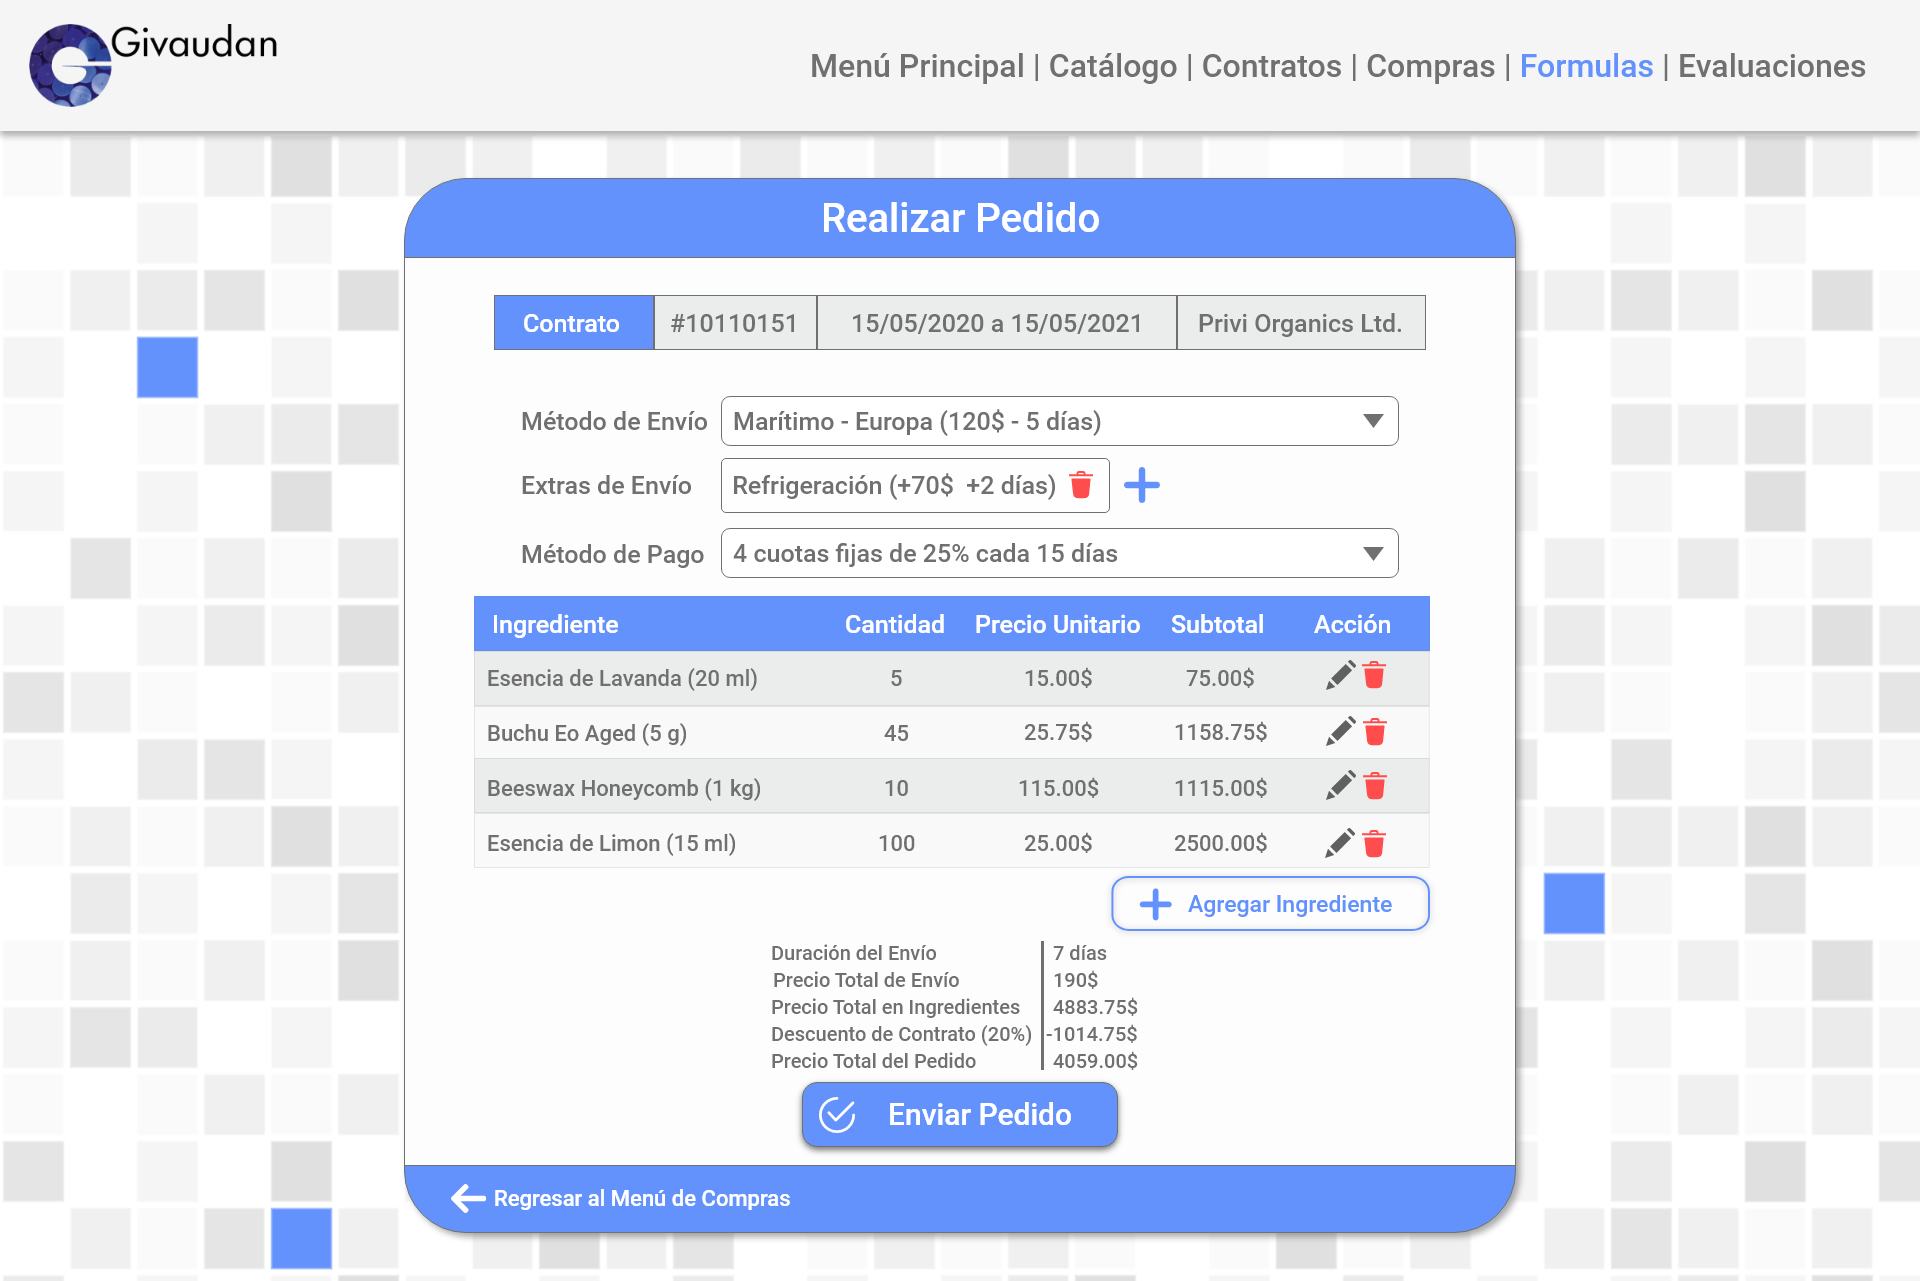 Givaudan
Menú Principal | Catálogo | Contratos | Compras | Formulas | Evaluaciones
Realizar Pedido
Contrato #10110151 15/05/2020 a 15/05/2021 Privi Organics Ltd.
Método de Envío Marítimo - Europa (120$ - 5 días)
Extras de Envío Refrigeración (+70$ +2 días)
Método de Pago 4 cuotas fijas de 25% cada 15 días
Ingrediente Cantidad Precio Unitario Subtotal Acción
Esencia de Lavanda (20 ml) 5 15.00$ 75.00$
Buchu Eo Aged (5 g) 45 25.75$ 1158.75$
Beeswax Honeycomb (1 kg) 10 115.00$ 1115.00$
Esencia de Limon (15 ml) 100 25.00$ 2500.00$
Agregar Ingrediente
Duración del Envío 7 días
Precio Total de Envío 190$
Precio Total en Ingredientes 4883.75$
Descuento de Contrato (20%) -1014.75$
Precio Total del Pedido 4059.00$
Enviar Pedido
Regresar al Menú de Compras